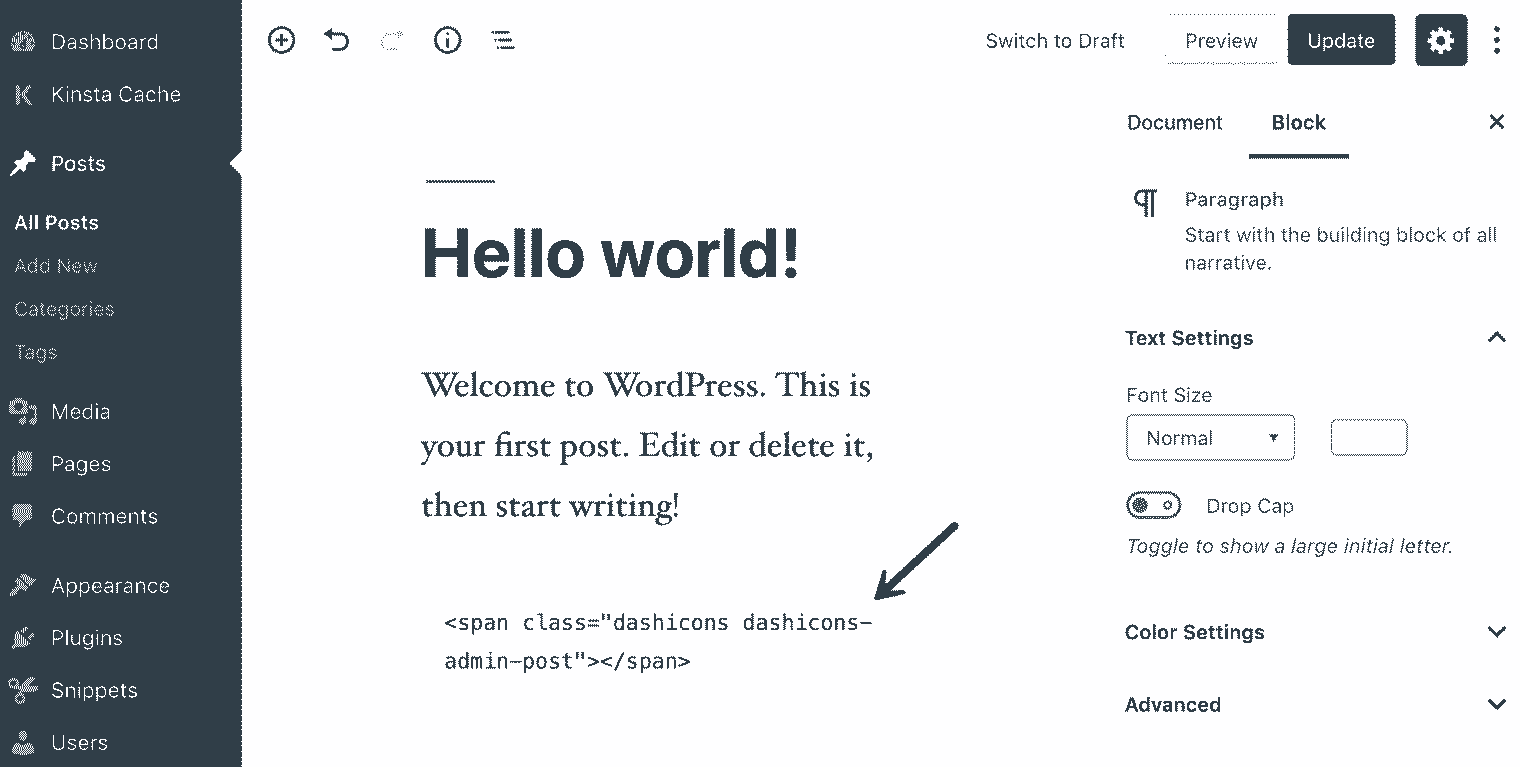 Dashboard
Kinsta Cache
Posts
All Posts
Add New
Categories
Tags
Media
Pages
Comments
Appearance
Plugins
Snippets
Users
Switch to Draft
Preview
Update
Hello world!
Welcome to WordPress. This is
your first post. Edit or delete it,
then start writing!
<span class="dashicons dashicons-
admin-post"></span>
Document
Block
Paragraph
Start with the building block of all
narrative.
Text Settings
Font Size
Normal
Drop Cap
Toggle to show a large initial letter.
Color Settings
Advanced